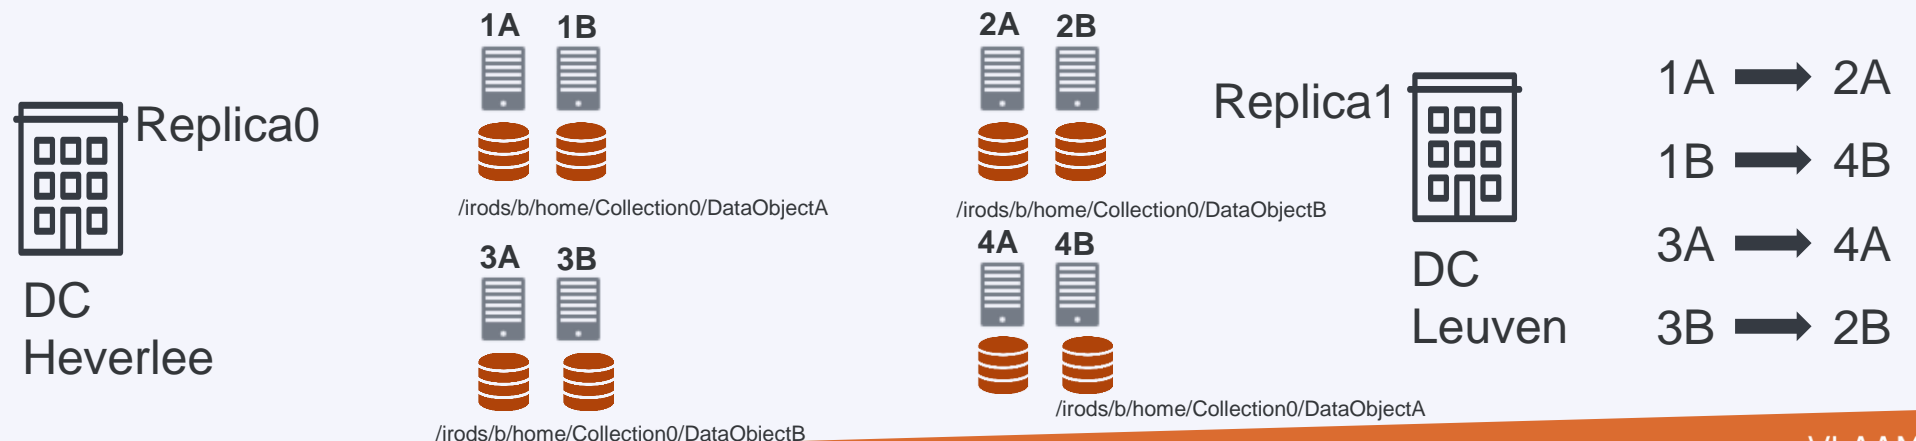 1A 1B
2A 2B
Replica0
Replica1
/irods/b/home/Collection0/DataObjectA
/irods/b/home/Collection0/DataObjectB
3A 3B
4A 4B
DC
Heverlee
DC
Leuven
/irods/b/home/Collection0/DataObjectB
/irods/b/home/Collection0/DataObjectA
1A → 2A
1B → 4B
3A → 4A
3B → 2B